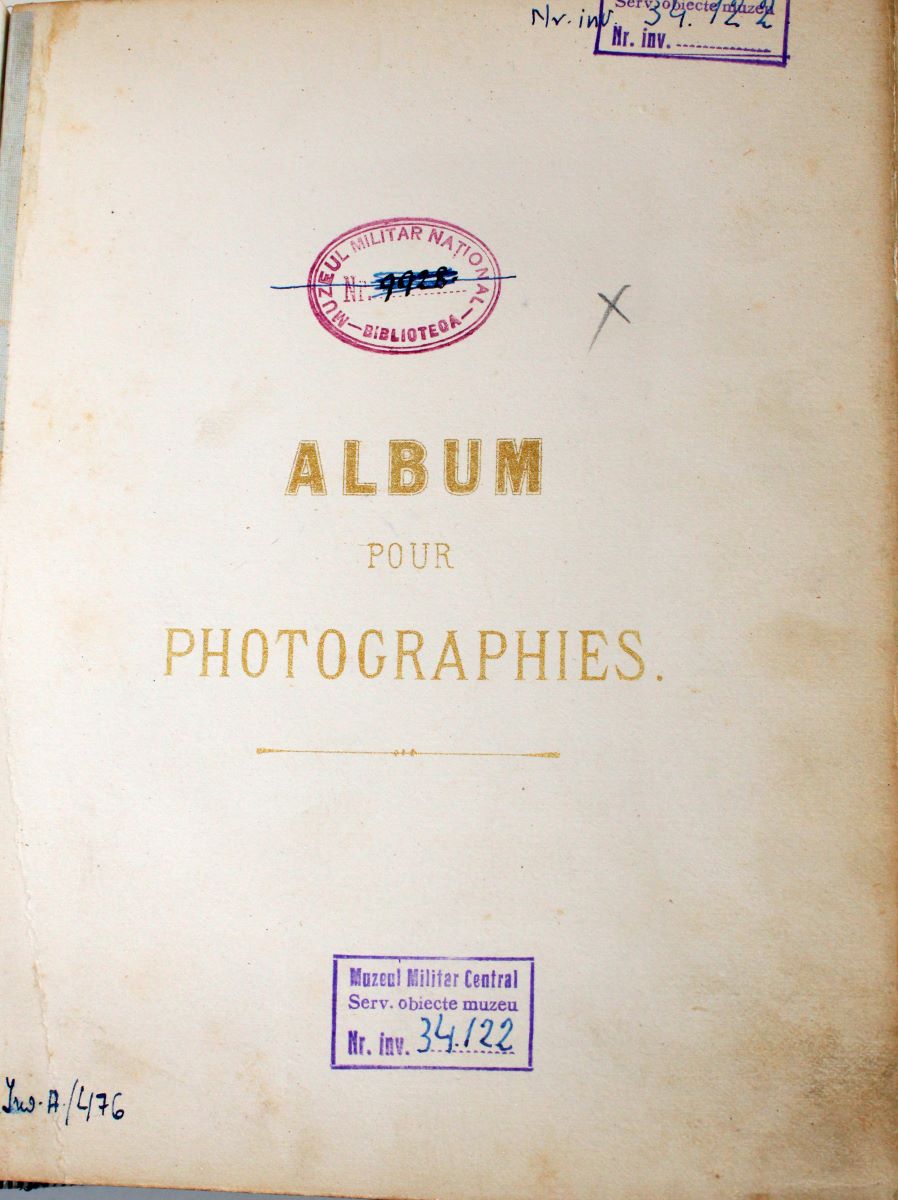 Nr. inv. 34.122
Serv. obiecte muzeu
Nr. inv.
MUZEUL MILITAR NAȚIONAL
Nr. 9928.
— BIBLIOTECA —
ALBUM
POUR
PHOTOGRAPHIES.
Muzeul Militar Central
Serv. obiecte muzeu
Nr. inv. 34.122
Inv. A/476